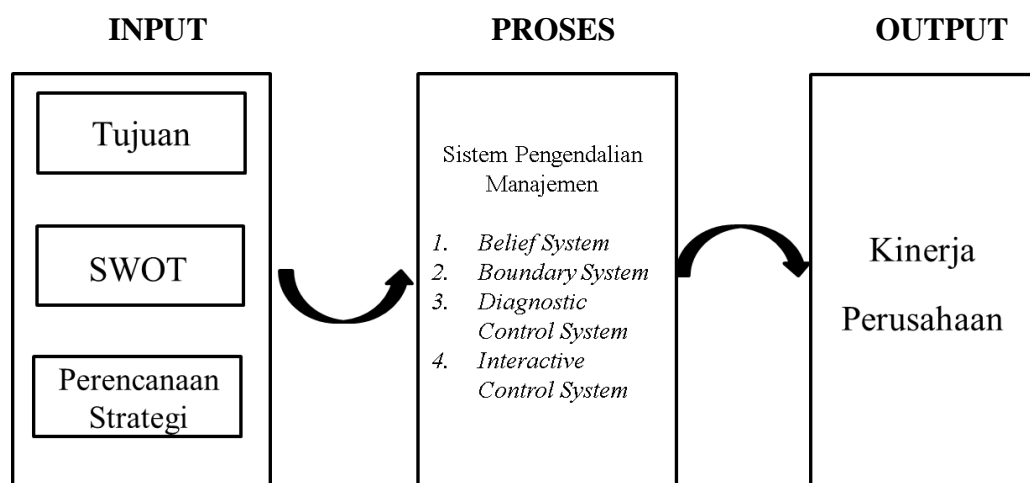 INPUT
PROSES
OUTPUT
Tujuan
SWOT
Perencanaan
Strategi
Sistem Pengendalian
Manajemen
1. Belief System
2. Boundary System
3. Diagnostic
Control System
4. Interactive
Control System
Kinerja
Perusahaan